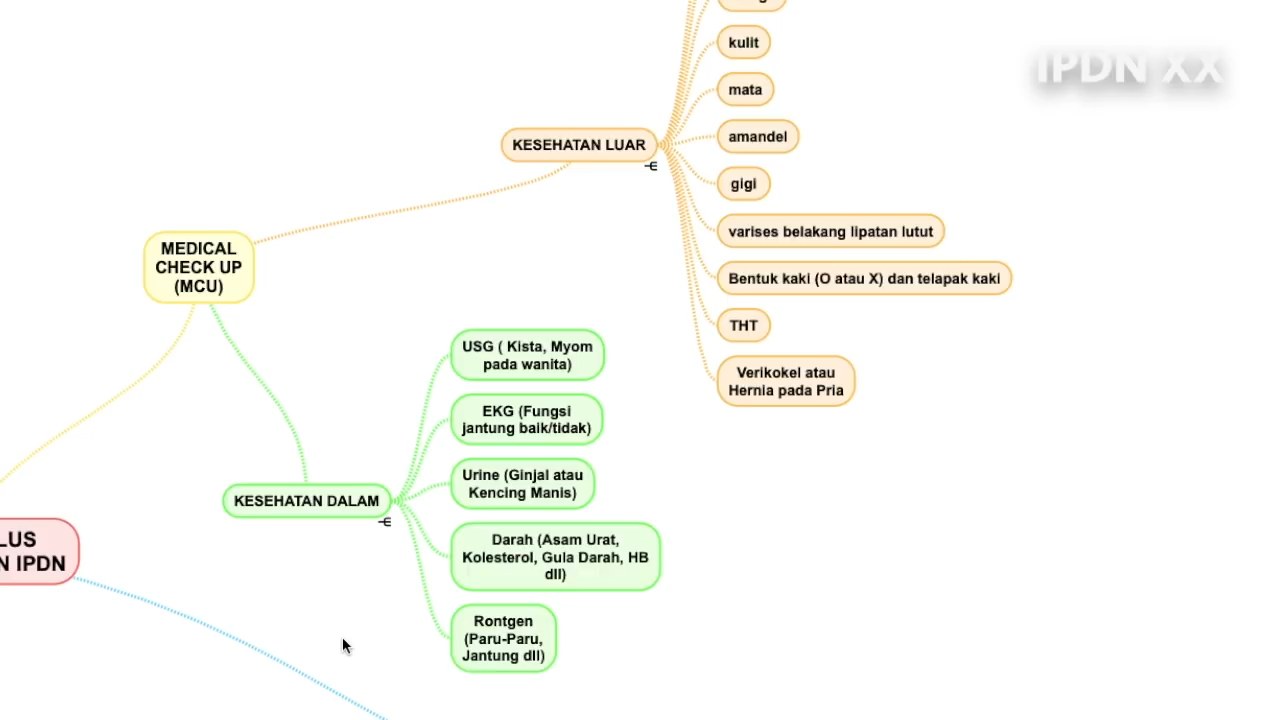 kulit
IPDN XX
mata
amandel
KESEHATAN LUAR
gigi
varises belakang lipatan lutut
MEDICAL
CHECK UP
(MCU)
Bentuk kaki (O atau X) dan telapak kaki
THT
Verikokel atau
Hernia pada Pria
USG ( Kista, Myom
pada wanita)
EKG (Fungsi
jantung baik/tidak)
Urine (Ginjal atau
Kencing Manis)
KESEHATAN DALAM
Darah (Asam Urat,
Kolesterol, Gula Darah, HB
dll)
LUS
N IPDN
Rontgen
(Paru-Paru,
Jantung dll)